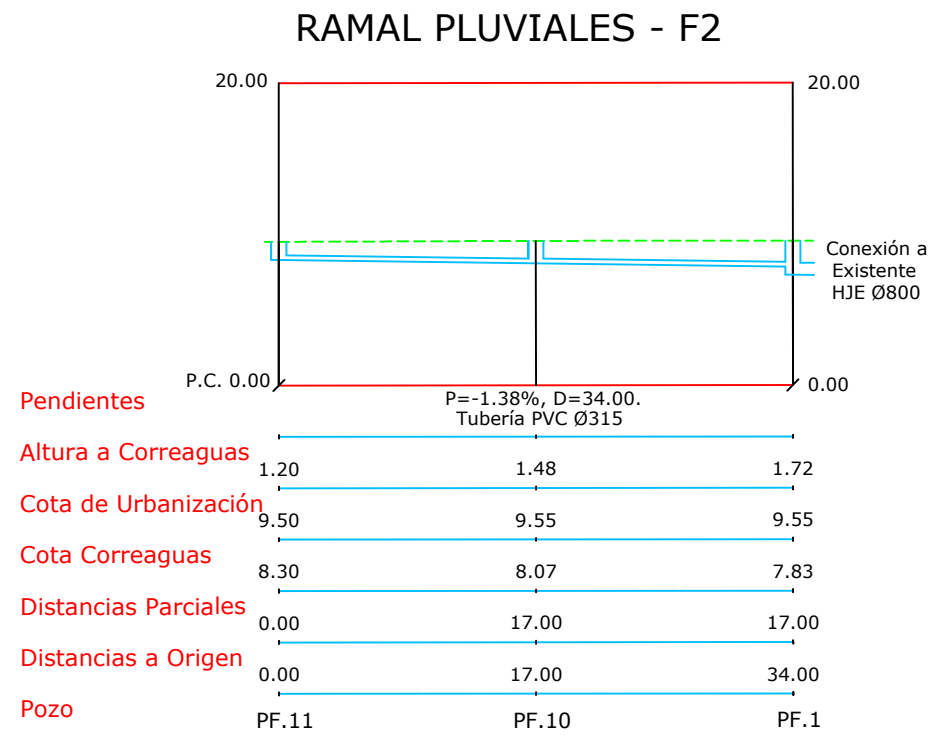 RAMAL PLUVIALES - F2
20.00
20.00
Conexión a
Existente
HJE Ø800
P.C. 0.00
0.00
Pendientes
P=-1.38%, D=34.00.
Tubería PVC Ø315
Altura a Correaguas
1.20 1.48 1.72
Cota de Urbanización
9.50 9.55 9.55
Cota Correaguas
8.30 8.07 7.83
Distancias Parciales
0.00 17.00 17.00
Distancias a Origen
0.00 17.00 34.00
Pozo
PF.11 PF.10 PF.1